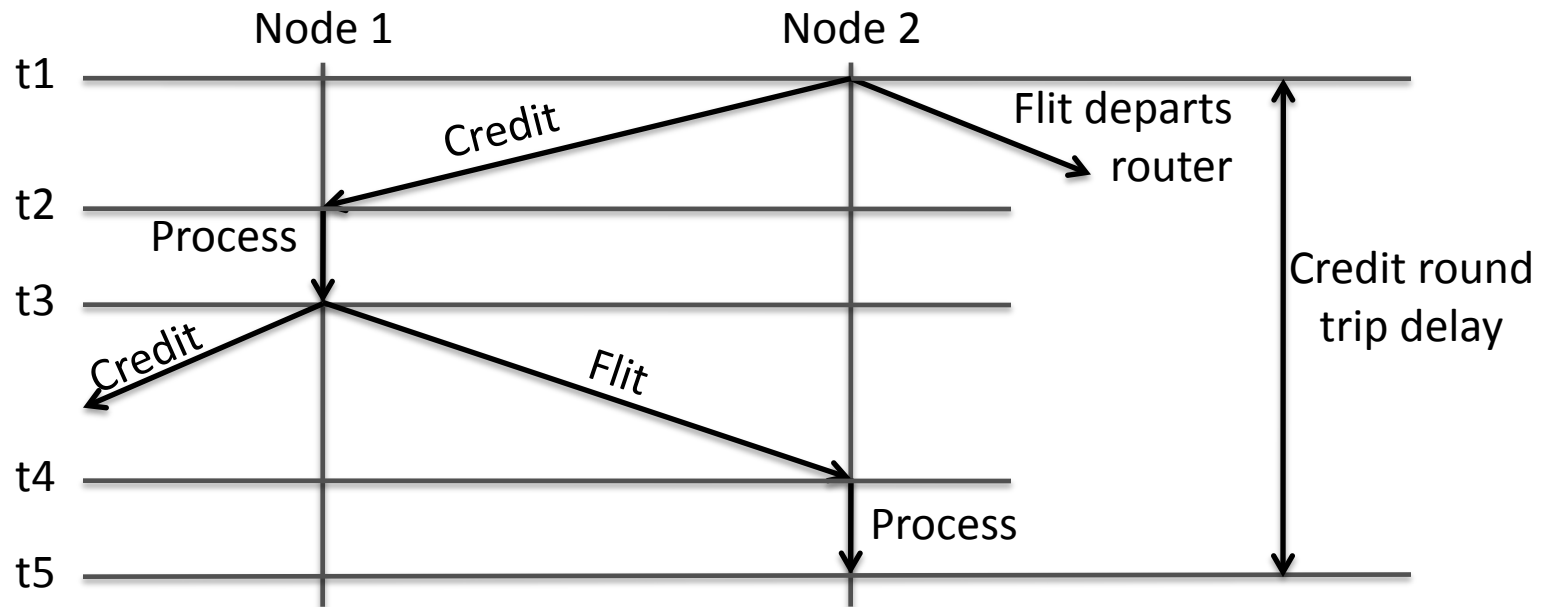 Node 1
Node 2
t1
Flit departs
router
Credit
t2
Process
Credit round
trip delay
t3
Credit
Flit
t4
Process
t5